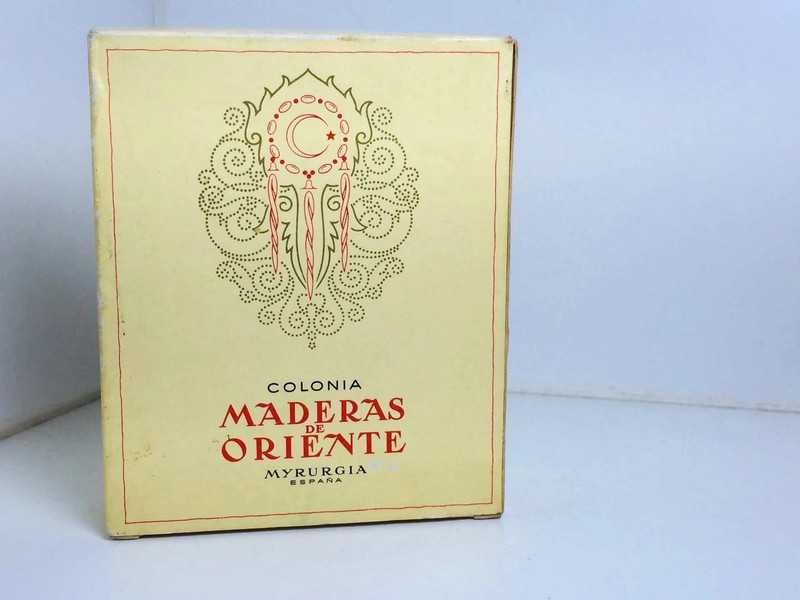 COLONIA
MADERAS
DE
ORIENTE
MYRURGIA
ESPAÑA